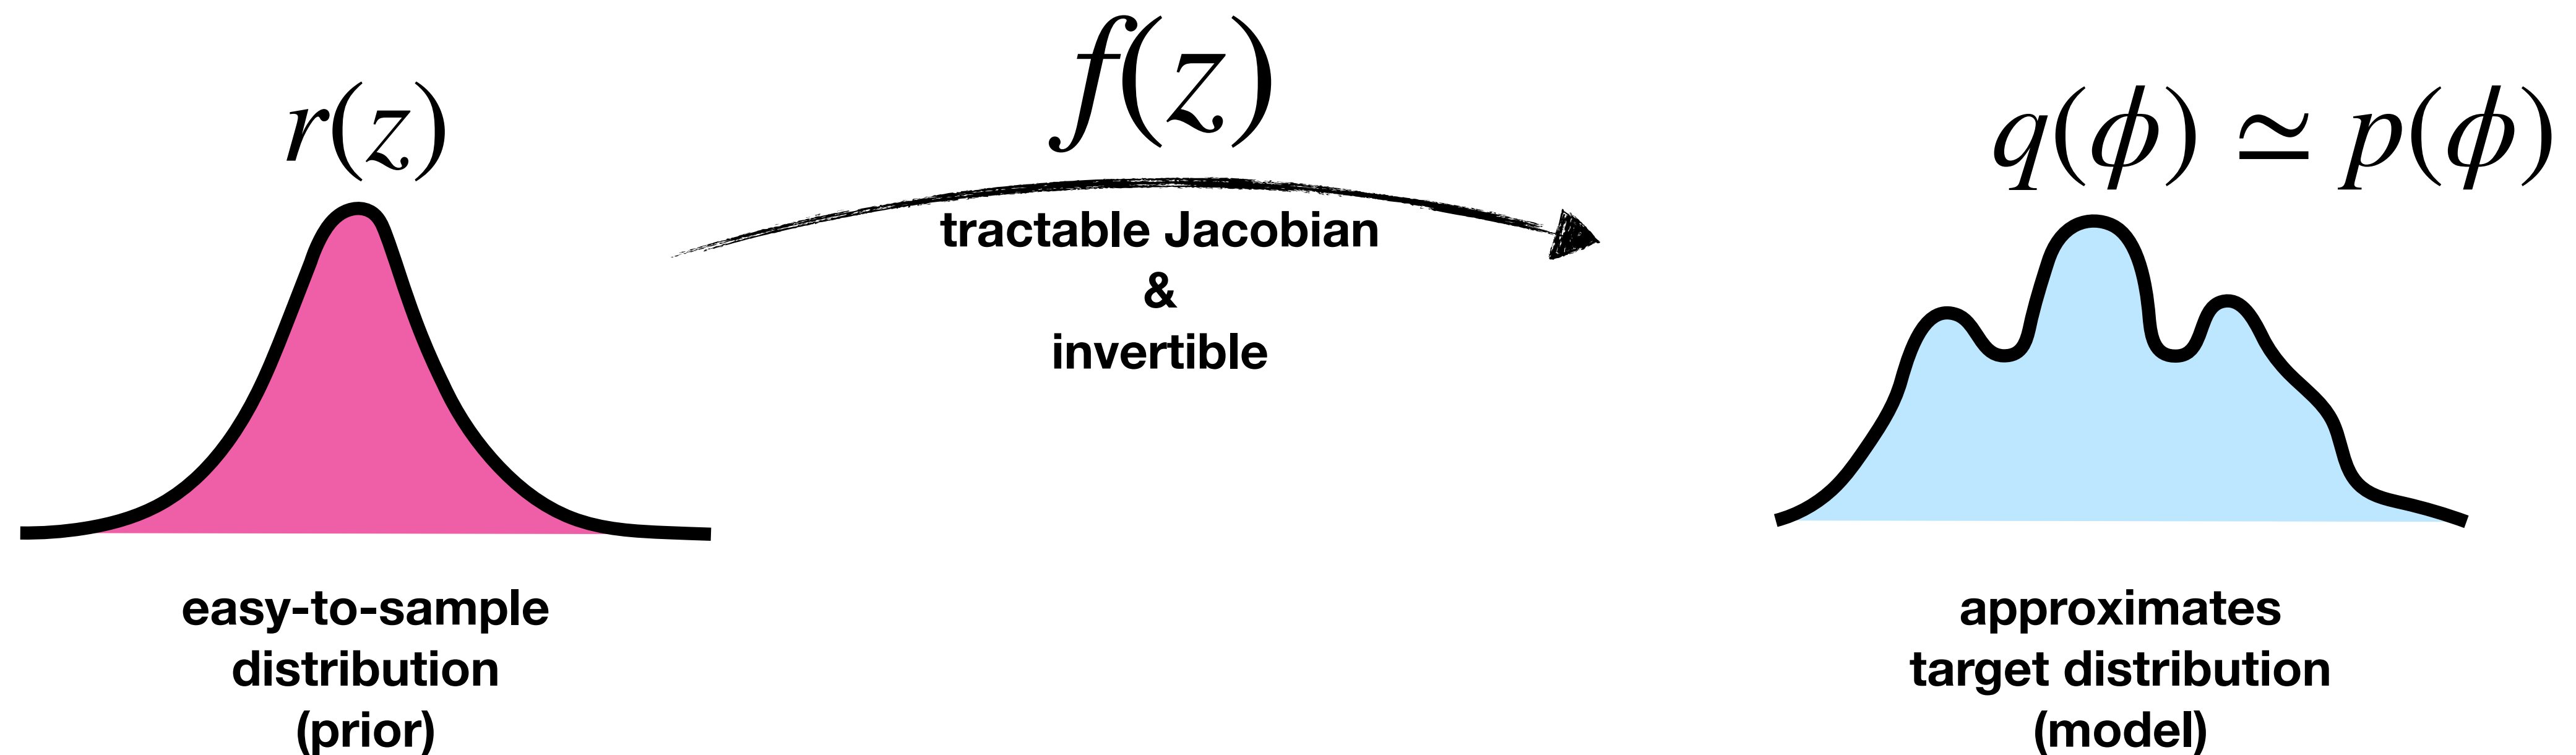 r(z)
easy-to-sample
distribution
(prior)
f(z)
tractable Jacobian
&
invertible
q(ϕ) ≃ p(ϕ)
approximates
target distribution
(model)